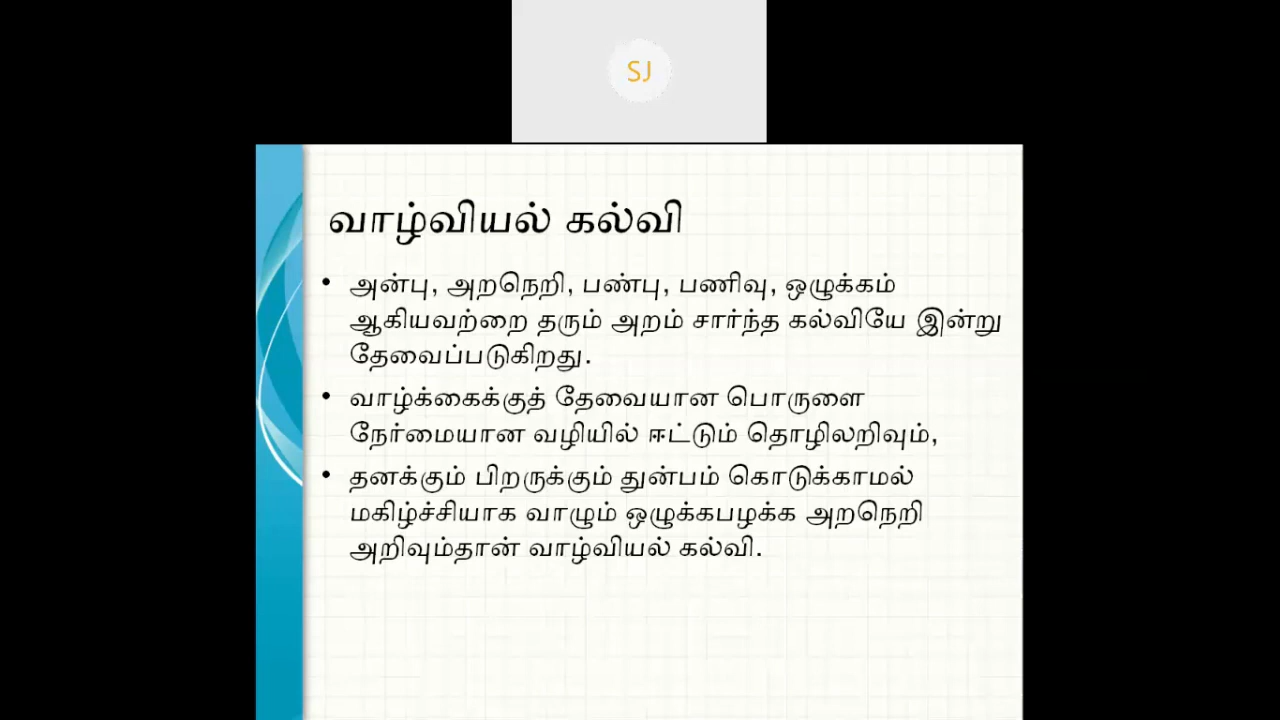 SJ
வாழ்வியல் கல்வி
• அன்பு, அறநெறி, பண்பு, பணிவு, ஒழுக்கம்
ஆகியவற்றை தரும் அறம் சார்ந்த கல்வியே இன்று
தேவைப்படுகிறது.
• வாழ்க்கைக்குத் தேவையான பொருளை
நேர்மையான வழியில் ஈட்டும் தொழிலறிவும்,
• தனக்கும் பிறருக்கும் துன்பம் கொடுக்காமல்
மகிழ்ச்சியாக வாழும் ஒழுக்கபழக்க அறநெறி
அறிவும்தான் வாழ்வியல் கல்வி.